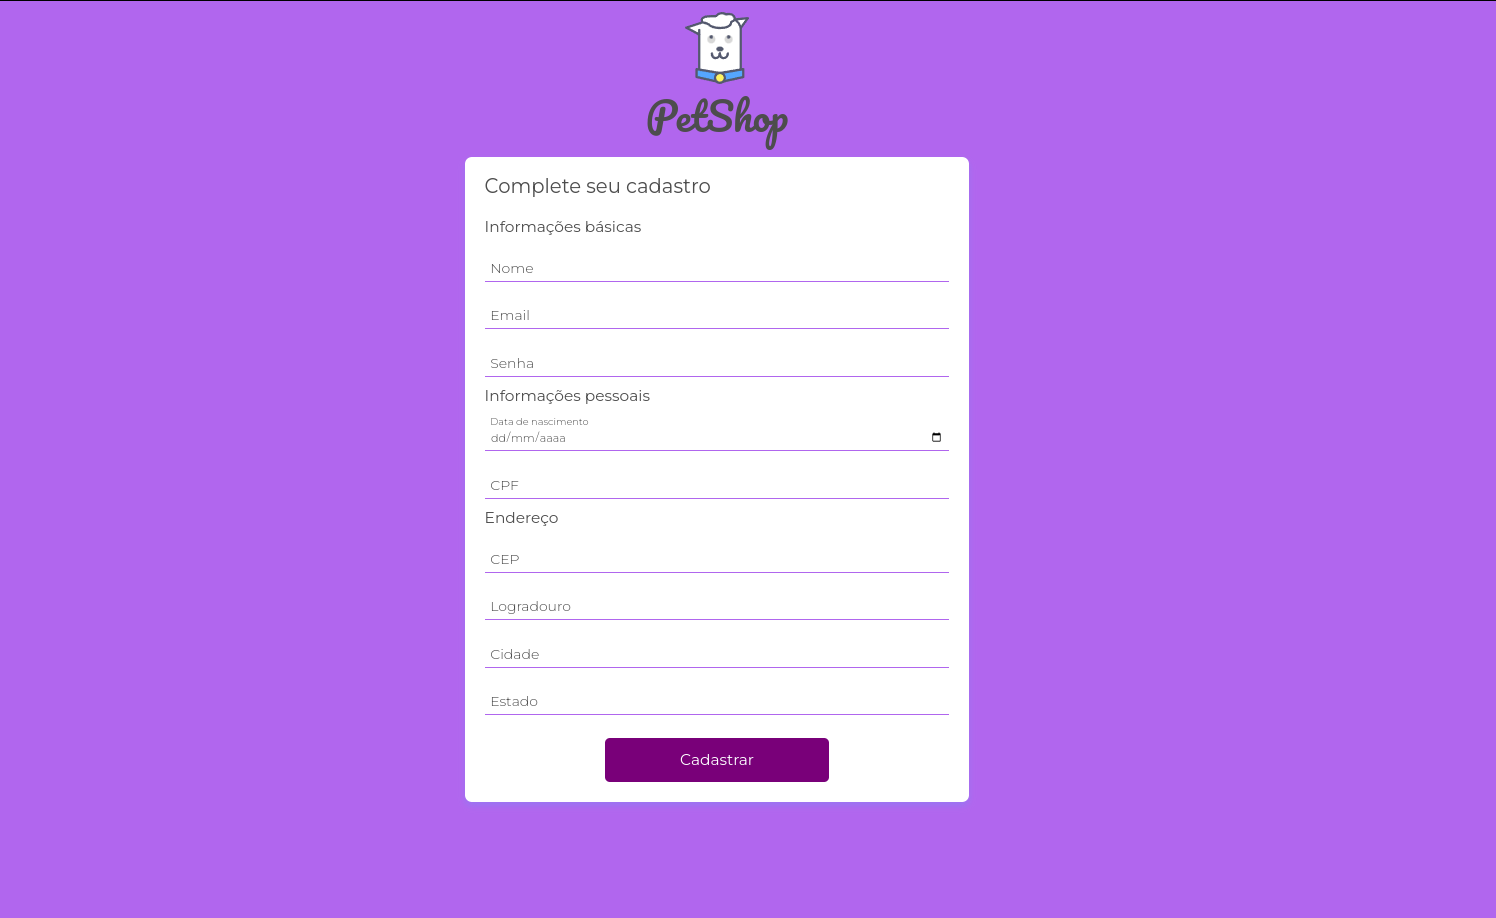 PetShop
Complete seu cadastro
Informações básicas
Nome
Email
Senha
Informações pessoais
Data de nascimento
dd/mm/aaaa
CPF
Endereço
CEP
Logradouro
Cidade
Estado
Cadastrar